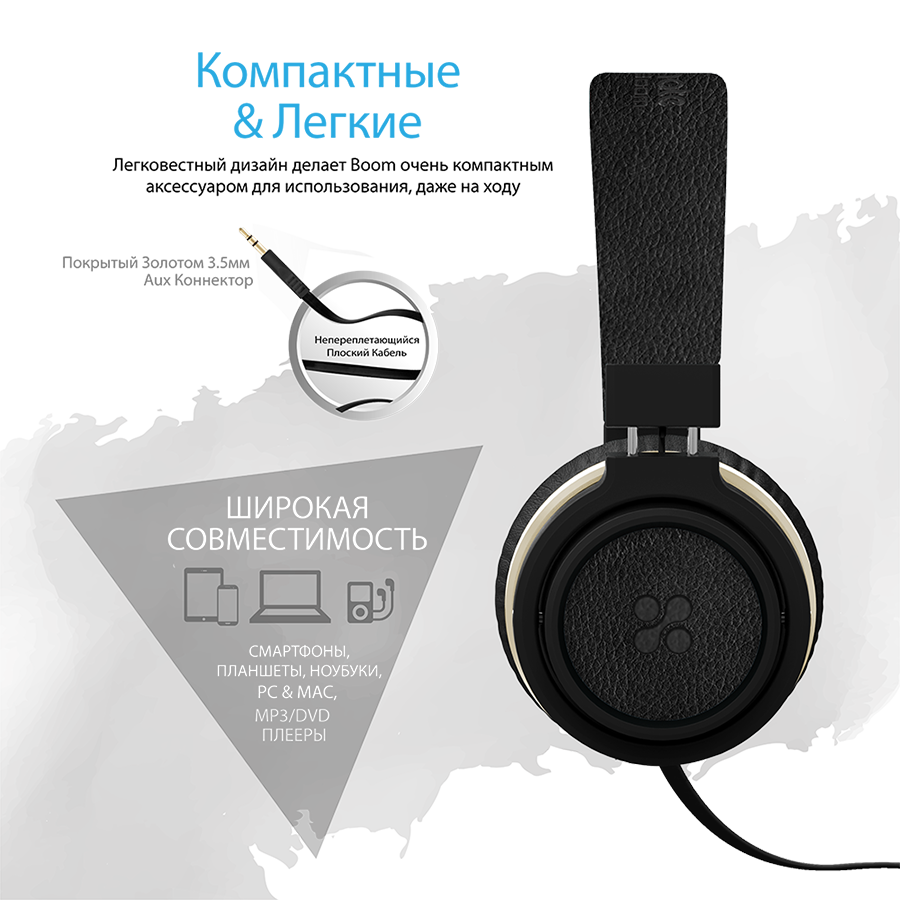 Компактные
& Легкие
Легковестный дизайн делает Boom очень компактным
аксессуаром для использования, даже на ходу
Покрытый Золотом 3.5мм
Aux Коннектор
Непереплетающийся
Плоский Кабель
ШИРОКАЯ
СОВМЕСТИМОСТЬ
СМАРТФОНЫ,
ПЛАНШЕТЫ, НОУБУКИ,
PC & MAC,
MP3/DVD
ПЛЕЕРЫ